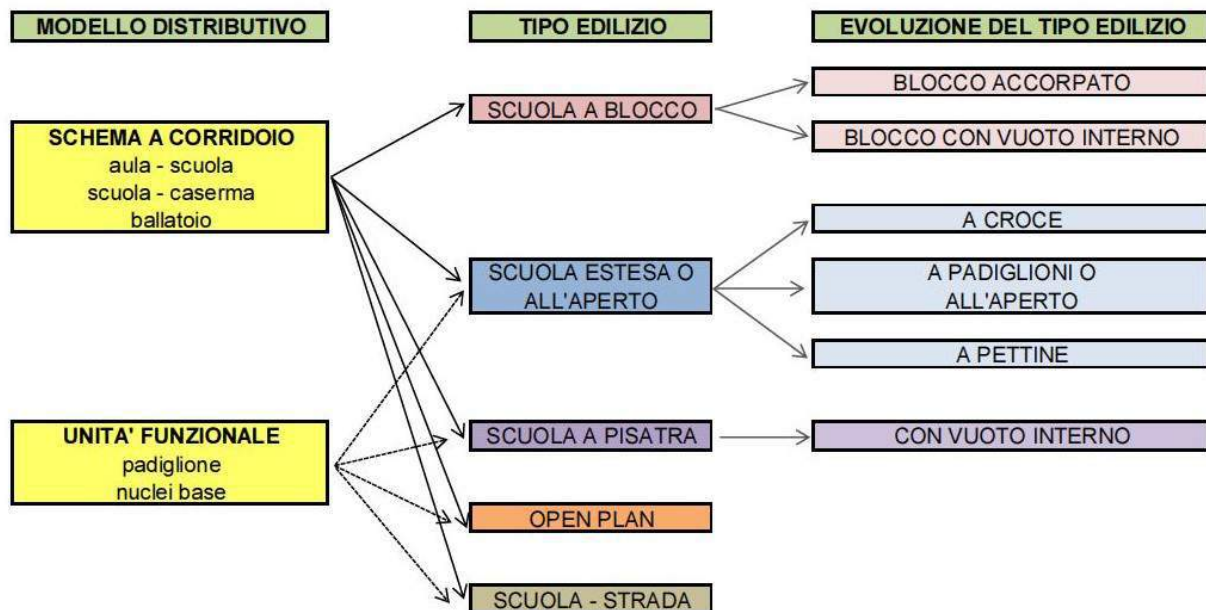 MODELLO DISTRIBUTIVO
SCHEMA A CORRIDOIO
aula - scuola
scuola - caserma
ballatoio
UNITA' FUNZIONALE
padiglione
nuclei base
TIPO EDILIZIO
SCUOLA A BLOCCO
SCUOLA ESTESA O
ALL'APERTO
SCUOLA A PISATRA
OPEN PLAN
SCUOLA - STRADA
EVOLUZIONE DEL TIPO EDILIZIO
BLOCCO ACCORPATO
BLOCCO CON VUOTO INTERNO
A CROCE
A PADIGLIONI O
ALL'APERTO
A PETTINE
CON VUOTO INTERNO